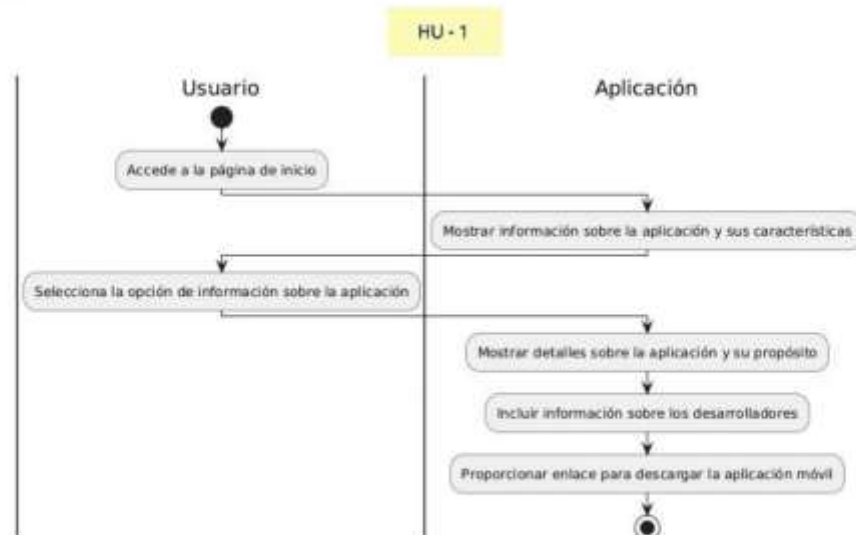 HU - 1
Usuario
Aplicación
Accede a la página de inicio
Mostrar información sobre la aplicación y sus características
Selecciona la opción de información sobre la aplicación
Mostrar detalles sobre la aplicación y su propósito
Incluir información sobre los desarrolladores
Proporcionar enlace para descargar la aplicación móvil